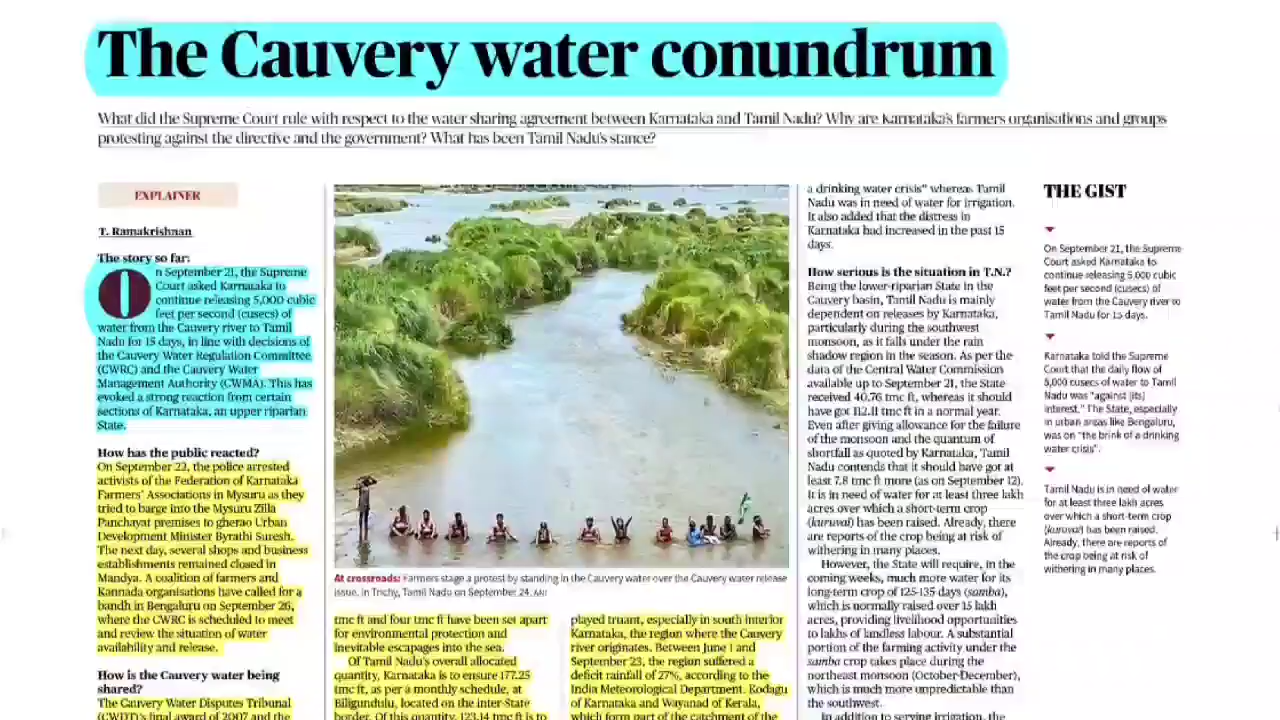 The Cauvery water conundrum
What did the Supreme Court rule with respect to the water sharing agreement between Karnataka and Tamil Nadu? Why are Karnataka's farmers organisations and groups
protesting against the directive and the government? What has been Tamil Nadu's stance?
EXPLAINER
T. Ramakrishnan
The story so far:
On September 21, the Supreme
Court asked Karnataka to
continue releasing 5,000 cubic
feet per second (cusecs) of
water from the Cauvery river to Tamil
Nadu for 15 days, in line with decisions of
the Cauvery Water Regulation Committee
(CWRC) and the Cauvery Water
Management Authority (CWMA). This has
evoked a strong reaction from certain
sections of Karnataka, an upper riparian
State.
How has the public reacted?
On September 22, the police arrested
activists of the Federation of Karnataka
Farmers' Associations in Mysuru as they
tried to barge into the Mysuru Zilla
Panchayat premises to gherao Urban
Development Minister Byrathi Suresh.
The next day, several shops and business
establishments remained closed in
Mandya. A coalition of farmers and
Kannada organisations have called for a
bandh in Bengaluru on September 26,
where the CWRC is scheduled to meet
and review the situation of water
availability and release.
How is the Cauvery water being
shared?
The Cauvery Water Disputes Tribunal
(CWDT)'s final award of 2007 and the
At crossroads: Farmers stage a protest by standing in the Cauvery water over the Cauvery water release
issue, in Trichy, Tamil Nadu on September 24. ANI
tmc ft and four tmc ft have been set apart
for environmental protection and
inevitable escapages into the sea.
Of Tamil Nadu's overall allocated
quantity, Karnataka is to ensure 177.25
tmc ft, as per a monthly schedule, at
Biligundulu, located on the inter-State
border. Of this quantity, 123.14 tmc ft is to
played truant, especially in south interior
Karnataka, the region where the Cauvery
river originates. Between June 1 and
September 23, the region suffered a
deficit rainfall of 27%, according to the
India Meteorological Department. Kodagu
of Karnataka and Wayanad of Kerala,
which form part of the catchment of the
a drinking water crisis" whereas Tamil
Nadu was in need of water for irrigation.
It also added that the distress in
Karnataka had increased in the past 15
days.
How serious is the situation in T.N.?
Being the lower-riparian State in the
Cauvery basin, Tamil Nadu is mainly
dependent on releases by Karnataka,
particularly during the southwest
monsoon, as it falls under the rain
shadow region in the season. As per the
data of the Central Water Commission
available up to September 21, the State
received 40.76 tmc ft, whereas it should
have got 112.11 tmc ft in a normal year.
Even after giving allowance for the failure
of the monsoon and the quantum of
shortfall as quoted by Karnataka, Tamil
Nadu contends that it should have got at
least 7.8 tmc ft more (as on September 12).
It is in need of water for at least three lakh
acres over which a short-term crop
(kuruvai) has been raised. Already, there
are reports of the crop being at risk of
withering in many places.
However, the State will require, in the
coming weeks, much more water for its
long-term crop of 125-135 days (samba),
which is normally raised over 15 lakh
acres, providing livelihood opportunities
to lakhs of landless labour. A substantial
portion of the farming activity under the
samba crop takes place during the
northeast monsoon (October-December),
which is much more unpredictable than
the southwest.
In addition to serving irrigation, the
THE GIST
On September 21, the Supreme
Court asked Karnataka to
continue releasing 5,000 cubic
feet per second (cusecs) of
water from the Cauvery river to
Tamil Nadu for 15 days.
Karnataka told the Supreme
Court that the daily flow of
5,000 cusecs of water to Tamil
Nadu was "against [its]
interest." The State, especially
in urban areas like Bengaluru,
was on "the brink of a drinking
water crisis".
Tamil Nadu is in need of water
for at least three lakh acres
over which a short-term crop
(kuruvai) has been raised.
Already, there are reports of
the crop being at risk of
withering in many places.